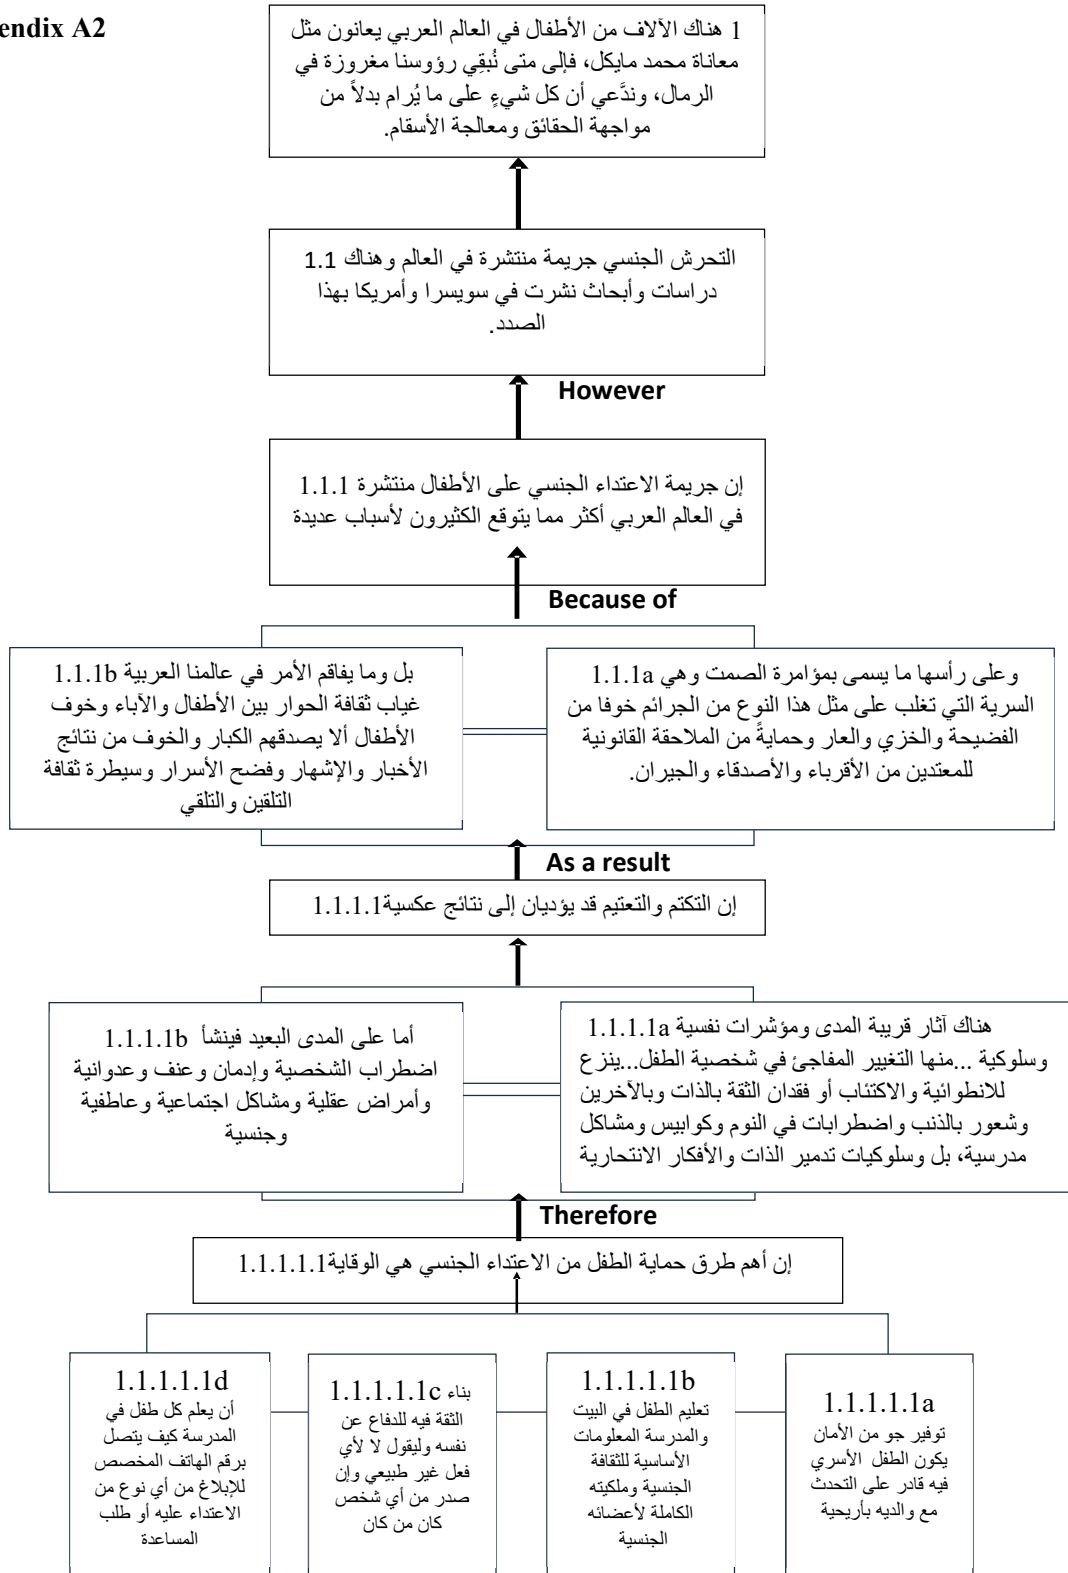 endix A2
1 هناك الآلاف من الأطفال في العالم العربي يعانون مثل
معاناة محمد مايكل، فإلى متى نُبقِي رؤوسنا مغروزة في
الرمال، وندَّعي أن كل شيءٍ على ما يُرام بدلاً من
مواجهة الحقائق ومعالجة الأسقام.
1.1 التحرش الجنسي جريمة منتشرة في العالم وهناك
دراسات وأبحاث نشرت في سويسرا وأمريكا بهذا
الصدد.
However
1.1.1 إن جريمة الاعتداء الجنسي على الأطفال منتشرة
في العالم العربي أكثر مما يتوقع الكثيرون لأسباب عديدة
Because of
1.1.1a وعلى رأسها ما يسمى بمؤامرة الصمت وهي
السرية التي تغلب على مثل هذا النوع من الجرائم خوفا من
الفضيحة والخزي والعار وحمايةً من الملاحقة القانونية
للمعتدين من الأقرباء والأصدقاء والجيران.
1.1.1b بل وما يفاقم الأمر في عالمنا العربية
غياب ثقافة الحوار بين الأطفال والآباء وخوف
الأطفال ألا يصدقهم الكبار والخوف من نتائج
الأخبار والإشهار وفضح الأسرار وسيطرة ثقافة
التلقين والتلقي
As a result
1.1.1.1إن التكتم والتعتيم قد يؤديان إلى نتائج عكسية
1.1.1.1a هناك آثار قريبة المدى ومؤشرات نفسية
وسلوكية ...منها التغيير المفاجئ في شخصية الطفل...ينزع
للانطوائية والاكتئاب أو فقدان الثقة بالذات وبالآخرين
وشعور بالذنب واضطرابات في النوم وكوابيس ومشاكل
مدرسية، بل وسلوكيات تدمير الذات والأفكار الانتحارية
1.1.1.1b أما على المدى البعيد فينشأ
اضطراب الشخصية وإدمان وعنف وعدوانية
وأمراض عقلية ومشاكل اجتماعية وعاطفية
وجنسية
Therefore
1.1.1.1.1إن أهم طرق حماية الطفل من الاعتداء الجنسي هي الوقاية
1.1.1.1.1a
توفير جو من الأمان
يكون الطفل  الأسري
فيه قادر على التحدث
مع والديه بأريحية
1.1.1.1.1b
تعليم الطفل في البيت
والمدرسة المعلومات
الأساسية للثقافة
الجنسية وملكيته
الكاملة لأعضائه
الجنسية
1.1.1.1.1c بناء
الثقة فيه للدفاع عن
نفسه وليقول لا لأي
فعل غير طبيعي وإن
صدر من أي شخص
كان من كان
1.1.1.1.1d
أن يعلم كل طفل في
المدرسة كيف يتصل
برقم الهاتف المخصص
للإبلاغ من أي نوع من
الاعتداء عليه أو طلب
المساعدة